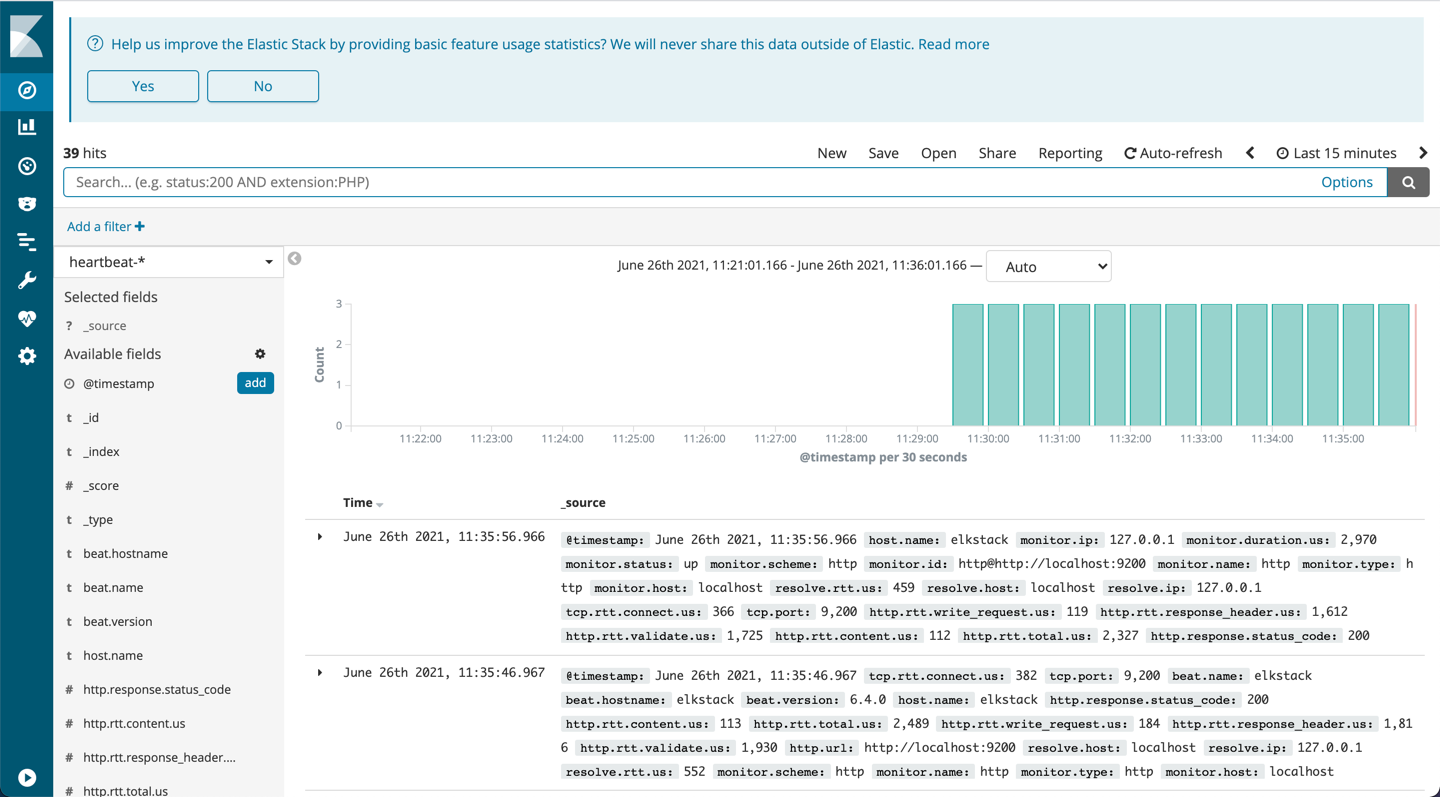 Help us improve the Elastic Stack by providing basic feature usage statistics? We will never share this data outside of Elastic. Read more
Yes No
39 hits New Save Open Share Reporting Auto-refresh Last 15 minutes
Search... (e.g. status:200 AND extension:PHP) Options
Add a filter
heartbeat-*
Selected fields
? _source
Available fields
@timestamp add
t _id
t _index
# _score
t _type
t beat.hostname
t beat.name
t beat.version
t host.name
# http.response.status_code
# http.rtt.content.us
# http.rtt.response_header....
# http.rtt.total.us
June 26th 2021, 11:21:01.166 - June 26th 2021, 11:36:01.166 — Auto
Count
3
2
1
0
11:22:00 11:23:00 11:24:00 11:25:00 11:26:00 11:27:00 11:28:00 11:29:00 11:30:00 11:31:00 11:32:00 11:33:00 11:34:00 11:35:00
@timestamp per 30 seconds
Time _source
June 26th 2021, 11:35:56.966 @timestamp: June 26th 2021, 11:35:56.966 host.name: elkstack monitor.ip: 127.0.0.1 monitor.duration.us: 2,970
monitor.status: up monitor.scheme: http monitor.id: http@http://localhost:9200 monitor.name: http monitor.type: h
ttp monitor.host: localhost resolve.rtt.us: 459 resolve.host: localhost resolve.ip: 127.0.0.1
tcp.rtt.connect.us: 366 tcp.port: 9,200 http.rtt.write_request.us: 119 http.rtt.response_header.us: 1,612
http.rtt.validate.us: 1,725 http.rtt.content.us: 112 http.rtt.total.us: 2,327 http.response.status_code: 200
June 26th 2021, 11:35:46.967 @timestamp: June 26th 2021, 11:35:46.967 tcp.rtt.connect.us: 382 tcp.port: 9,200 beat.name: elkstack
beat.hostname: elkstack beat.version: 6.4.0 host.name: elkstack http.response.status_code: 200
http.rtt.content.us: 113 http.rtt.total.us: 2,489 http.rtt.write_request.us: 184 http.rtt.response_header.us: 1,81
6 http.rtt.validate.us: 1,930 http.url: http://localhost:9200 resolve.host: localhost resolve.ip: 127.0.0.1
resolve.rtt.us: 552 monitor.scheme: http monitor.name: http monitor.type: http monitor.host: localhost